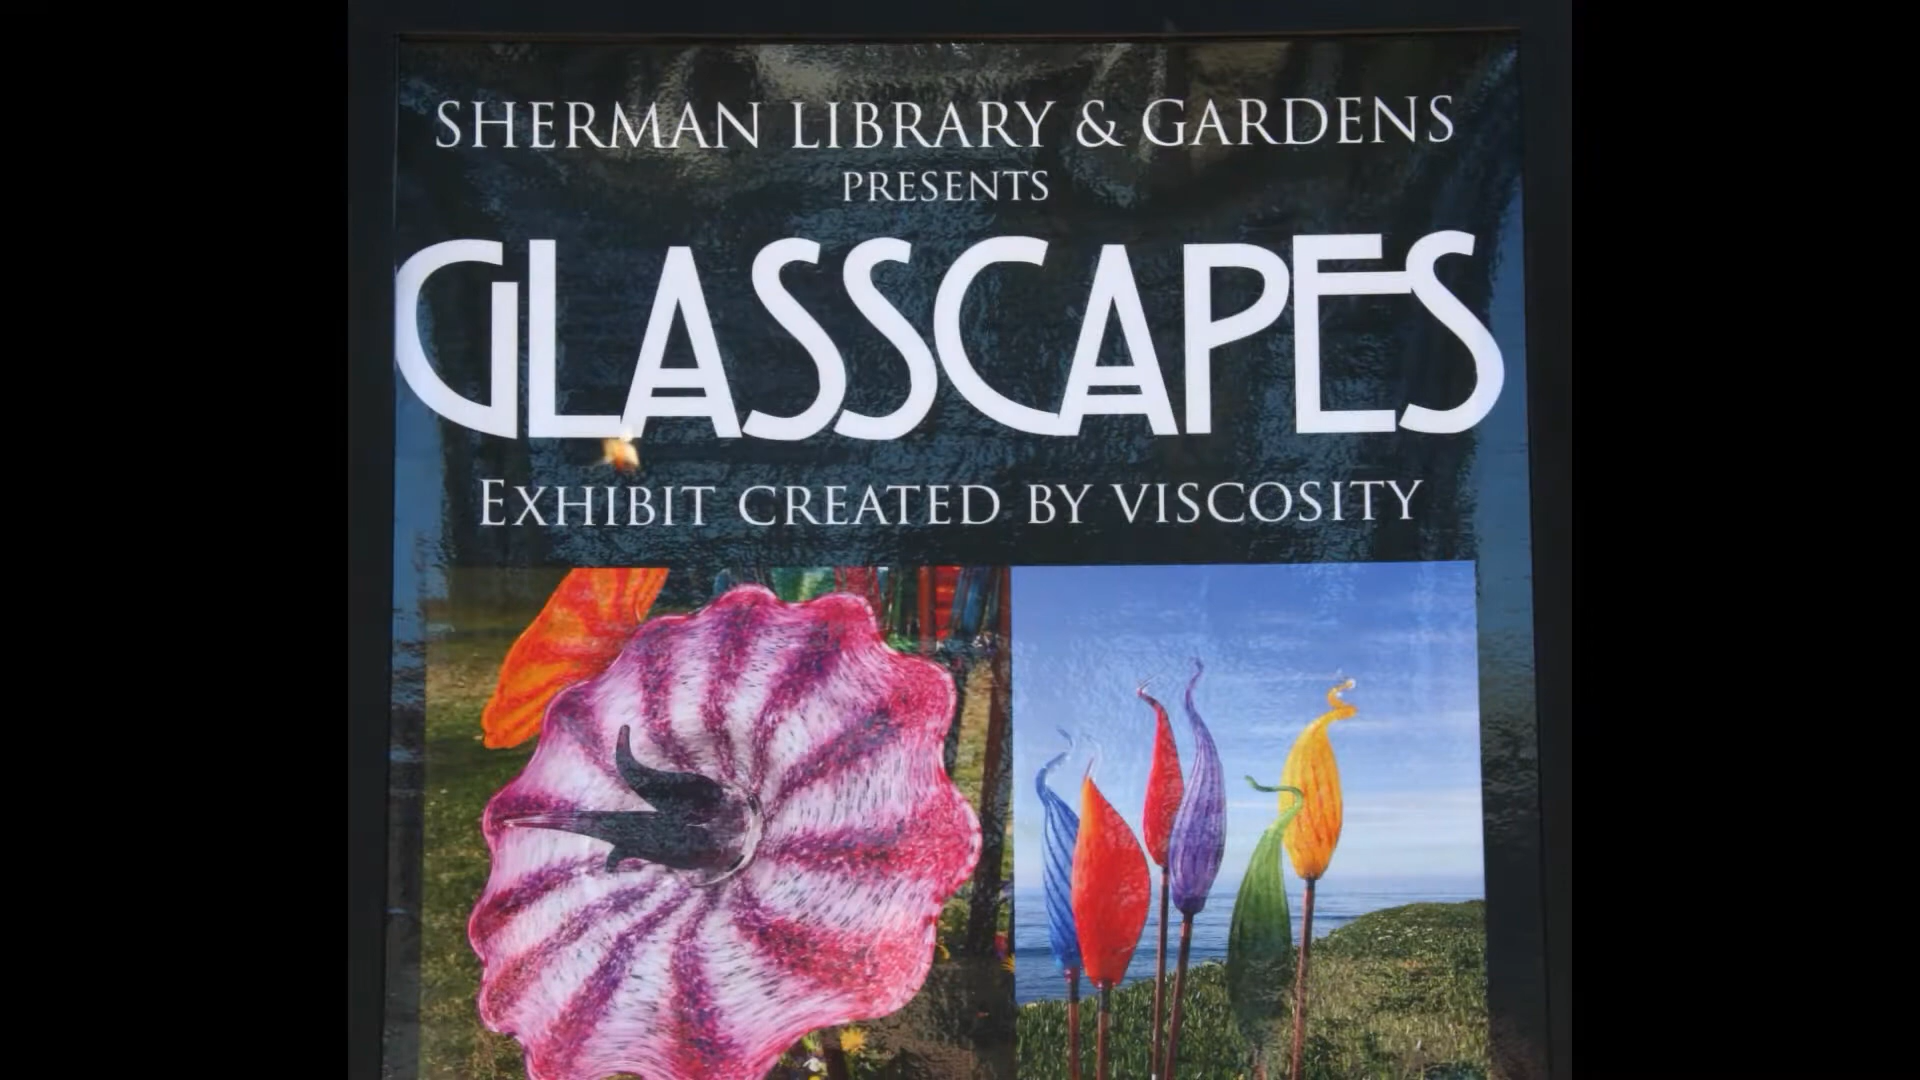 SHERMAN LIBRARY & GARDENS
PRESENTS
GLASSCAPES
EXHIBIT CREATED BY VISCOSITY